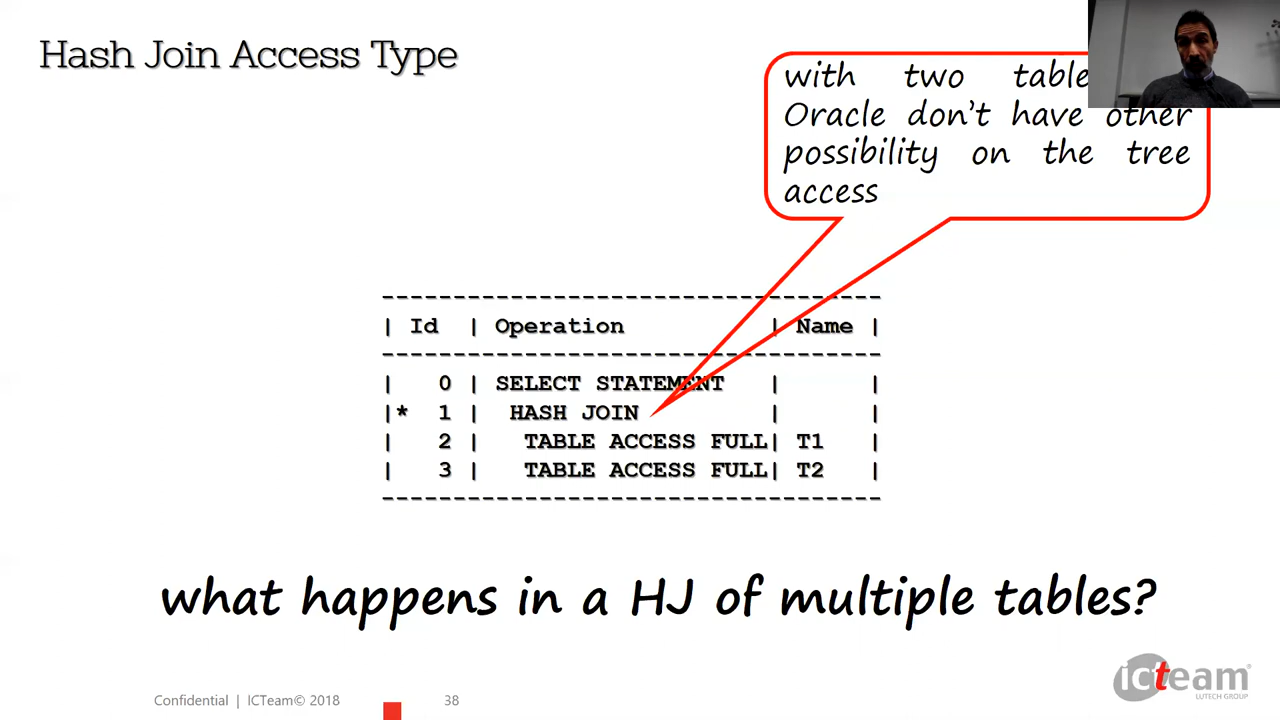 Hash Join Access Type
with two table
Oracle don't have other
possibility on the tree
access
---------------------------------
| Id | Operation | Name |
---------------------------------
| 0 | SELECT STATEMENT | |
|* 1 | HASH JOIN | |
| 2 | TABLE ACCESS FULL| T1 |
| 3 | TABLE ACCESS FULL| T2 |
---------------------------------
what happens in a HJ of multiple tables?
Confidential | ICTeam© 2018 38
icteam
LUTECH GROUP